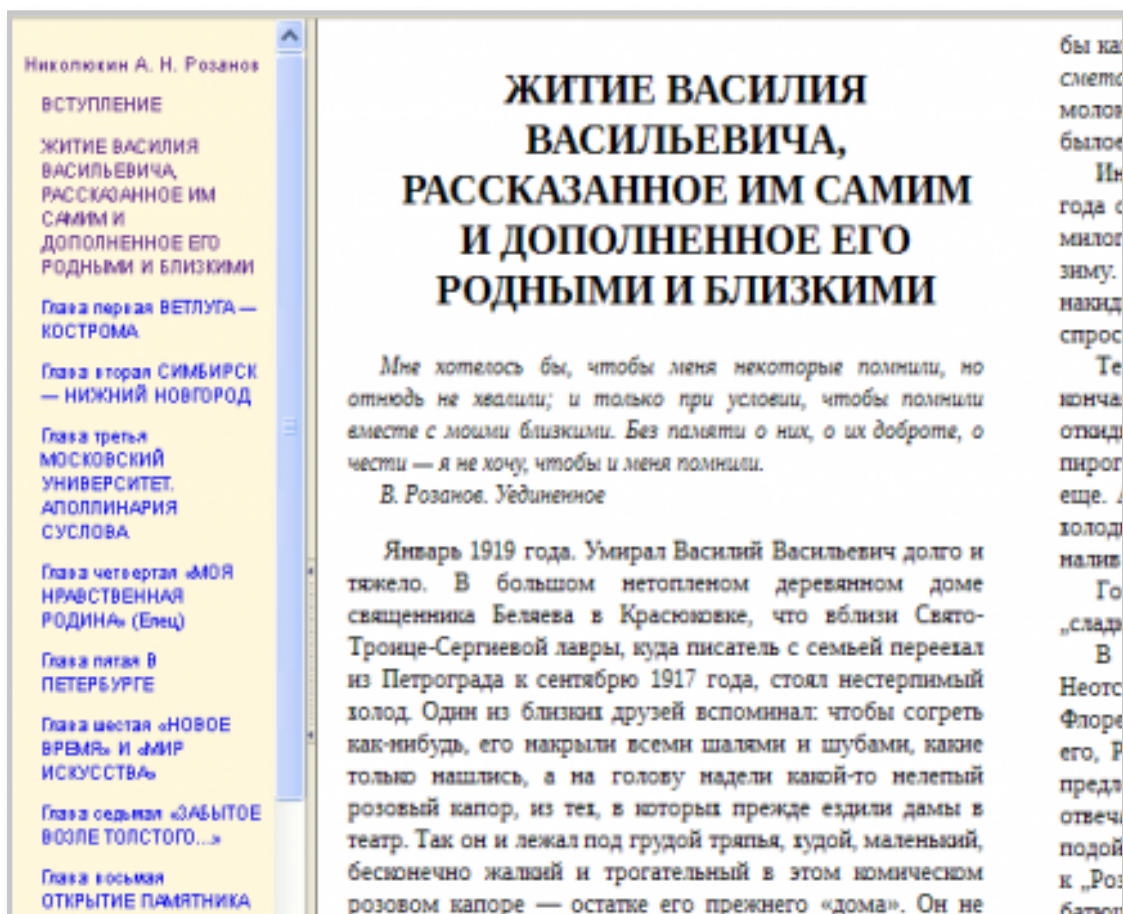 Николюкин А. Н. Розанов
ВСТУПЛЕНИЕ
ЖИТИЕ ВАСИЛИЯ
ВАСИЛЬЕВИЧА,
РАССКАЗАННОЕ ИМ
САМИМ И
ДОПОЛНЕННОЕ ЕГО
РОДНЫМИ И БЛИЗКИМИ
Глава первая ВЕТЛУГА —
КОСТРОМА
Глава вторая СИМБИРСК
— НИЖНИЙ НОВГОРОД
Глава третья
МОСКОВСКИЙ
УНИВЕРСИТЕТ.
АПОЛЛИНАРИЯ
СУСЛОВА
Глава четвертая «МОЯ
НРАВСТВЕННАЯ
РОДИНА» (Елец)
Глава пятая В
ПЕТЕРБУРГЕ
Глава шестая «НОВОЕ
ВРЕМЯ» И «МИР
ИСКУССТВА»
Глава седьмая «ЗАБЫТОЕ
ВОЗЛЕ ТОЛСТОГО...»
Глава восьмая
ОТКРЫТИЕ ПАМЯТНИКА
ЖИТИЕ ВАСИЛИЯ
ВАСИЛЬЕВИЧА,
РАССКАЗАННОЕ ИМ САМИМ
И ДОПОЛНЕННОЕ ЕГО
РОДНЫМИ И БЛИЗКИМИ
Мне хотелось бы, чтобы меня некоторые помнили, но
отнюдь не хвалили; и только при условии, чтобы помнили
вместе с моими близкими. Без памяти о них, о их доброте, о
чести — я не хочу, чтобы и меня помнили.
В. Розанов. Уединенное
Январь 1919 года. Умирал Василий Васильевич долго и
тяжело. В большом нетопленом деревянном доме
священника Беляева в Красюковке, что вблизи Свято-
Троице-Сергиевой лавры, куда писатель с семьей переехал
из Петрограда к сентябрю 1917 года, стоял нестерпимый
холод. Один из близких друзей вспоминал: чтобы согреть
как-нибудь, его накрыли всеми шалями и шубами, какие
только нашлись, а на голову надели какой-то нелепый
розовый капор, из тех, в которых прежде ездили дамы в
театр. Так он и лежал под грудой тряпья, худой, маленький,
бесконечно жалкий и трогательный в этом комическом
розовом капоре — остатке его прежнего «дома». Он не
бы
былое
года
зиму.
еще.
В
его,
к